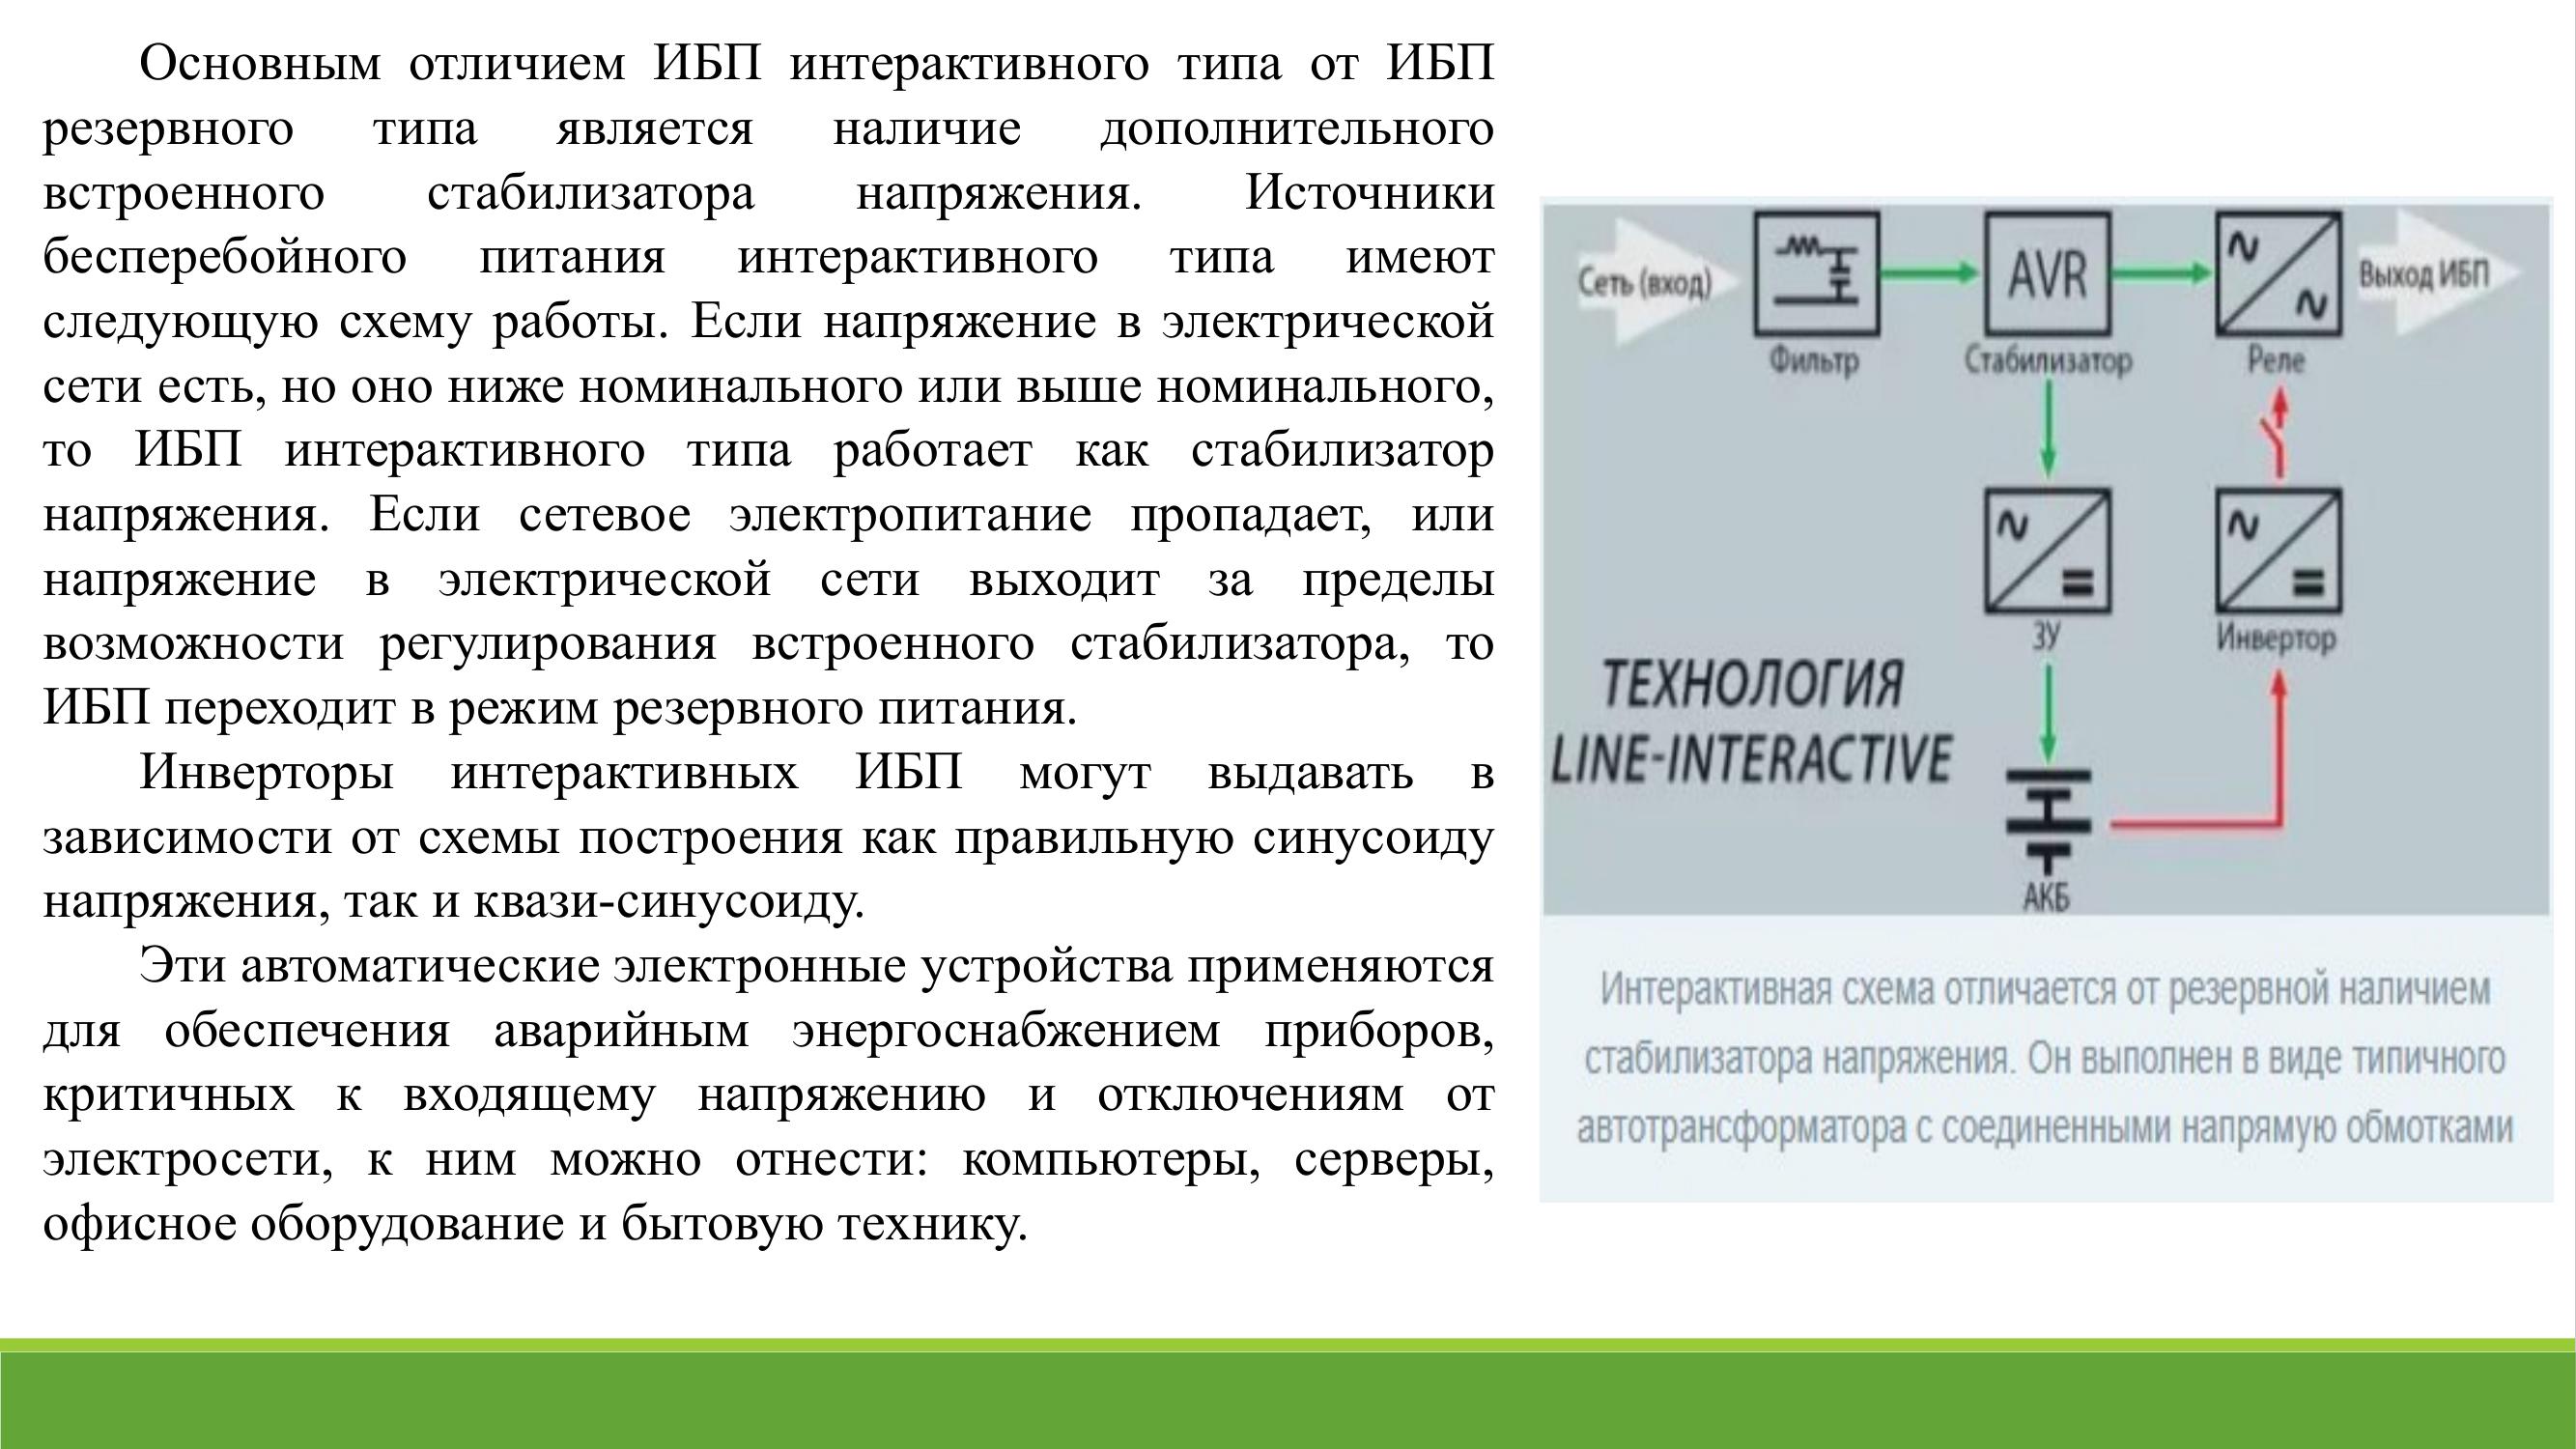 Основным отличием ИБП интерактивного типа от ИБП
резервного типа является наличие дополнительного
встроенного стабилизатора напряжения. Источники
бесперебойного питания интерактивного типа имеют
следующую схему работы. Если напряжение в электрической
сети есть, но оно ниже номинального или выше номинального,
то ИБП интерактивного типа работает как стабилизатор
напряжения. Если сетевое электропитание пропадает, или
напряжение в электрической сети выходит за пределы
возможности регулирования встроенного стабилизатора, то
ИБП переходит в режим резервного питания.
Инверторы интерактивных ИБП могут выдавать в
зависимости от схемы построения как правильную синусоиду
напряжения, так и квази-синусоиду.
Эти автоматические электронные устройства применяются
для обеспечения аварийным энергоснабжением приборов,
критичных к входящему напряжению и отключениям от
электросети, к ним можно отнести: компьютеры, серверы,
офисное оборудование и бытовую технику.
Сеть (вход)
AVR
Выход ИБП
Фильтр
Стабилизатор
Реле
ЗУ
Инвертор
ТЕХНОЛОГИЯ
LINE-INTERACTIVE
АКБ
Интерактивная схема отличается от резервной наличием
стабилизатора напряжения. Он выполнен в виде типичного
автотрансформатора с соединенными напрямую обмотками